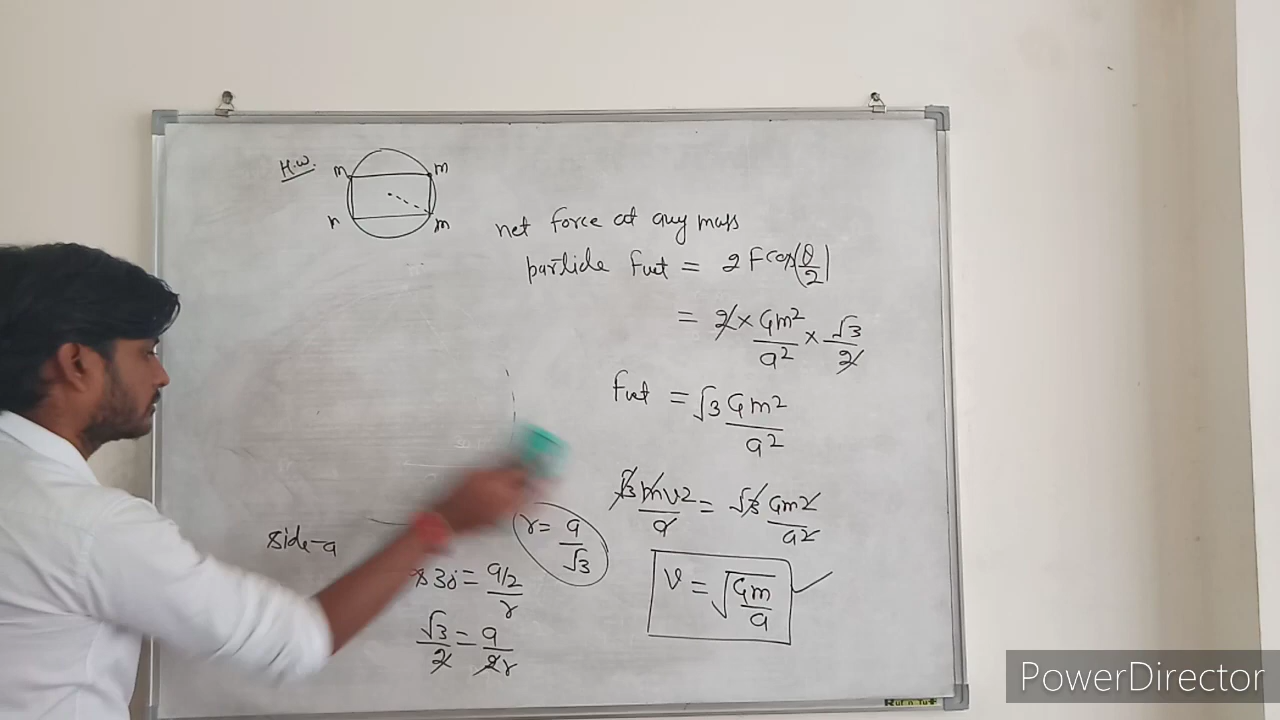 H.W.
m m
m
net force at any mass
particle Fnet = 2Fcos(θ/2)
= 2 × Gm²/a² × √3/2
Fnet = √3 Gm²/a²
√3 mv²/a = √3 Gm²/a²
v = √Gm/a
side-a
r = a/√3
s 30 = a/2/r
√3/2 = a/2r
PowerDirector